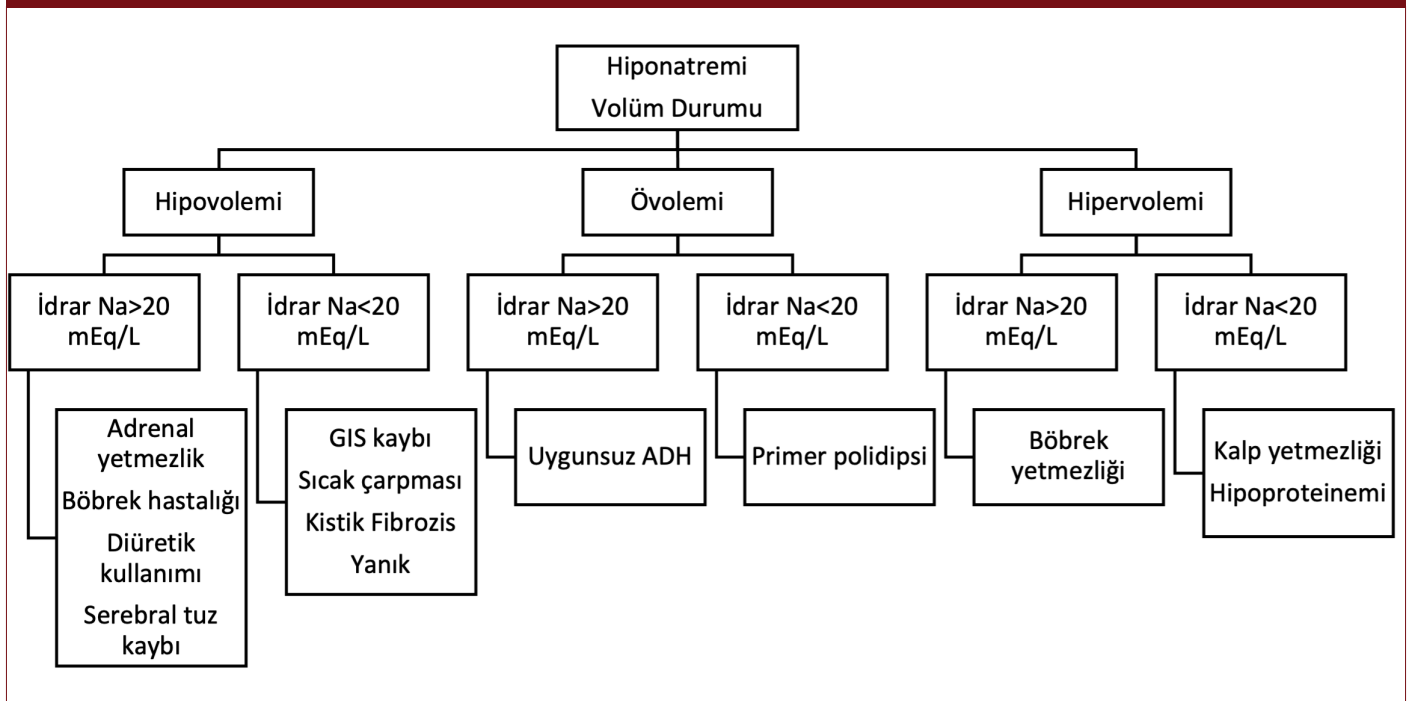 Hiponatremi
Volüm Durumu
Hipovolemi
Övolemi
Hipervolemi
İdrar Na>20
mEq/L
İdrar Na<20
mEq/L
İdrar Na>20
mEq/L
İdrar Na<20
mEq/L
İdrar Na>20
mEq/L
İdrar Na<20
mEq/L
Adrenal
yetmezlik
Böbrek hastalığı
Diüretik
kullanımı
Serebral tuz
kaybı
GIS kaybı
Sıcak çarpması
Kistik Fibrozis
Yanık
Uygunsuz ADH
Primer polidipsi
Böbrek
yetmezliği
Kalp yetmezliği
Hipoproteinemi